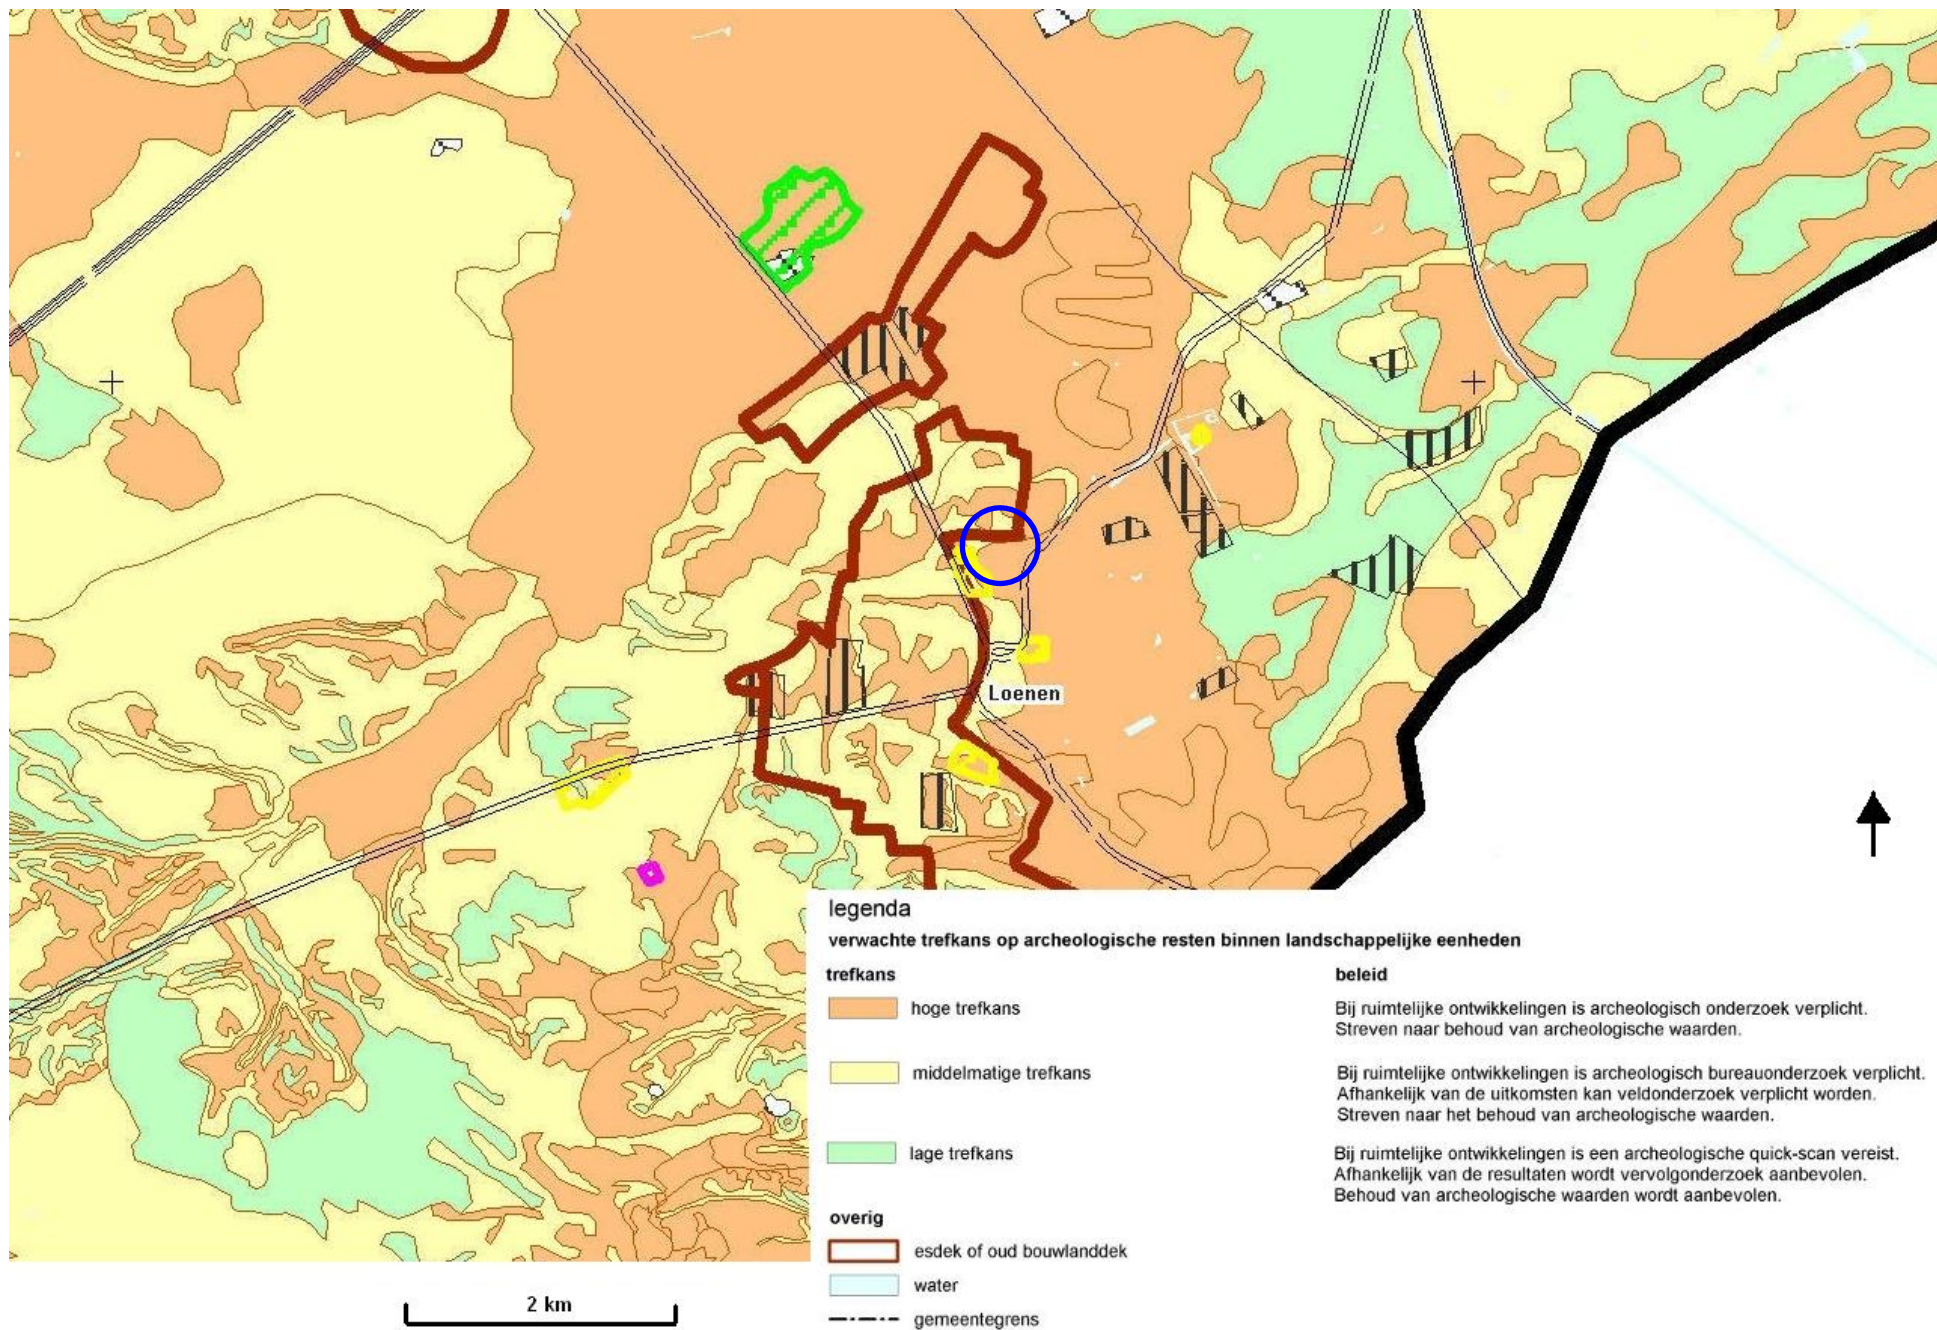 Loenen
legenda
verwachte trefkans op archeologische resten binnen landschappelijke eenheden
trefkans
beleid
hoge trefkans
Bij ruimtelijke ontwikkelingen is archeologisch onderzoek verplicht.
Streven naar behoud van archeologische waarden.
middelmatige trefkans
Bij ruimtelijke ontwikkelingen is archeologisch bureauonderzoek verplicht.
Afhankelijk van de uitkomsten kan veldonderzoek verplicht worden.
Streven naar het behoud van archeologische waarden.
lage trefkans
Bij ruimtelijke ontwikkelingen is een archeologische quick-scan vereist.
Afhankelijk van de resultaten wordt vervolgonderzoek aanbevolen.
Behoud van archeologische waarden wordt aanbevolen.
overig
esdek of oud bouwlanddek
water
gemeentegrens
2 km